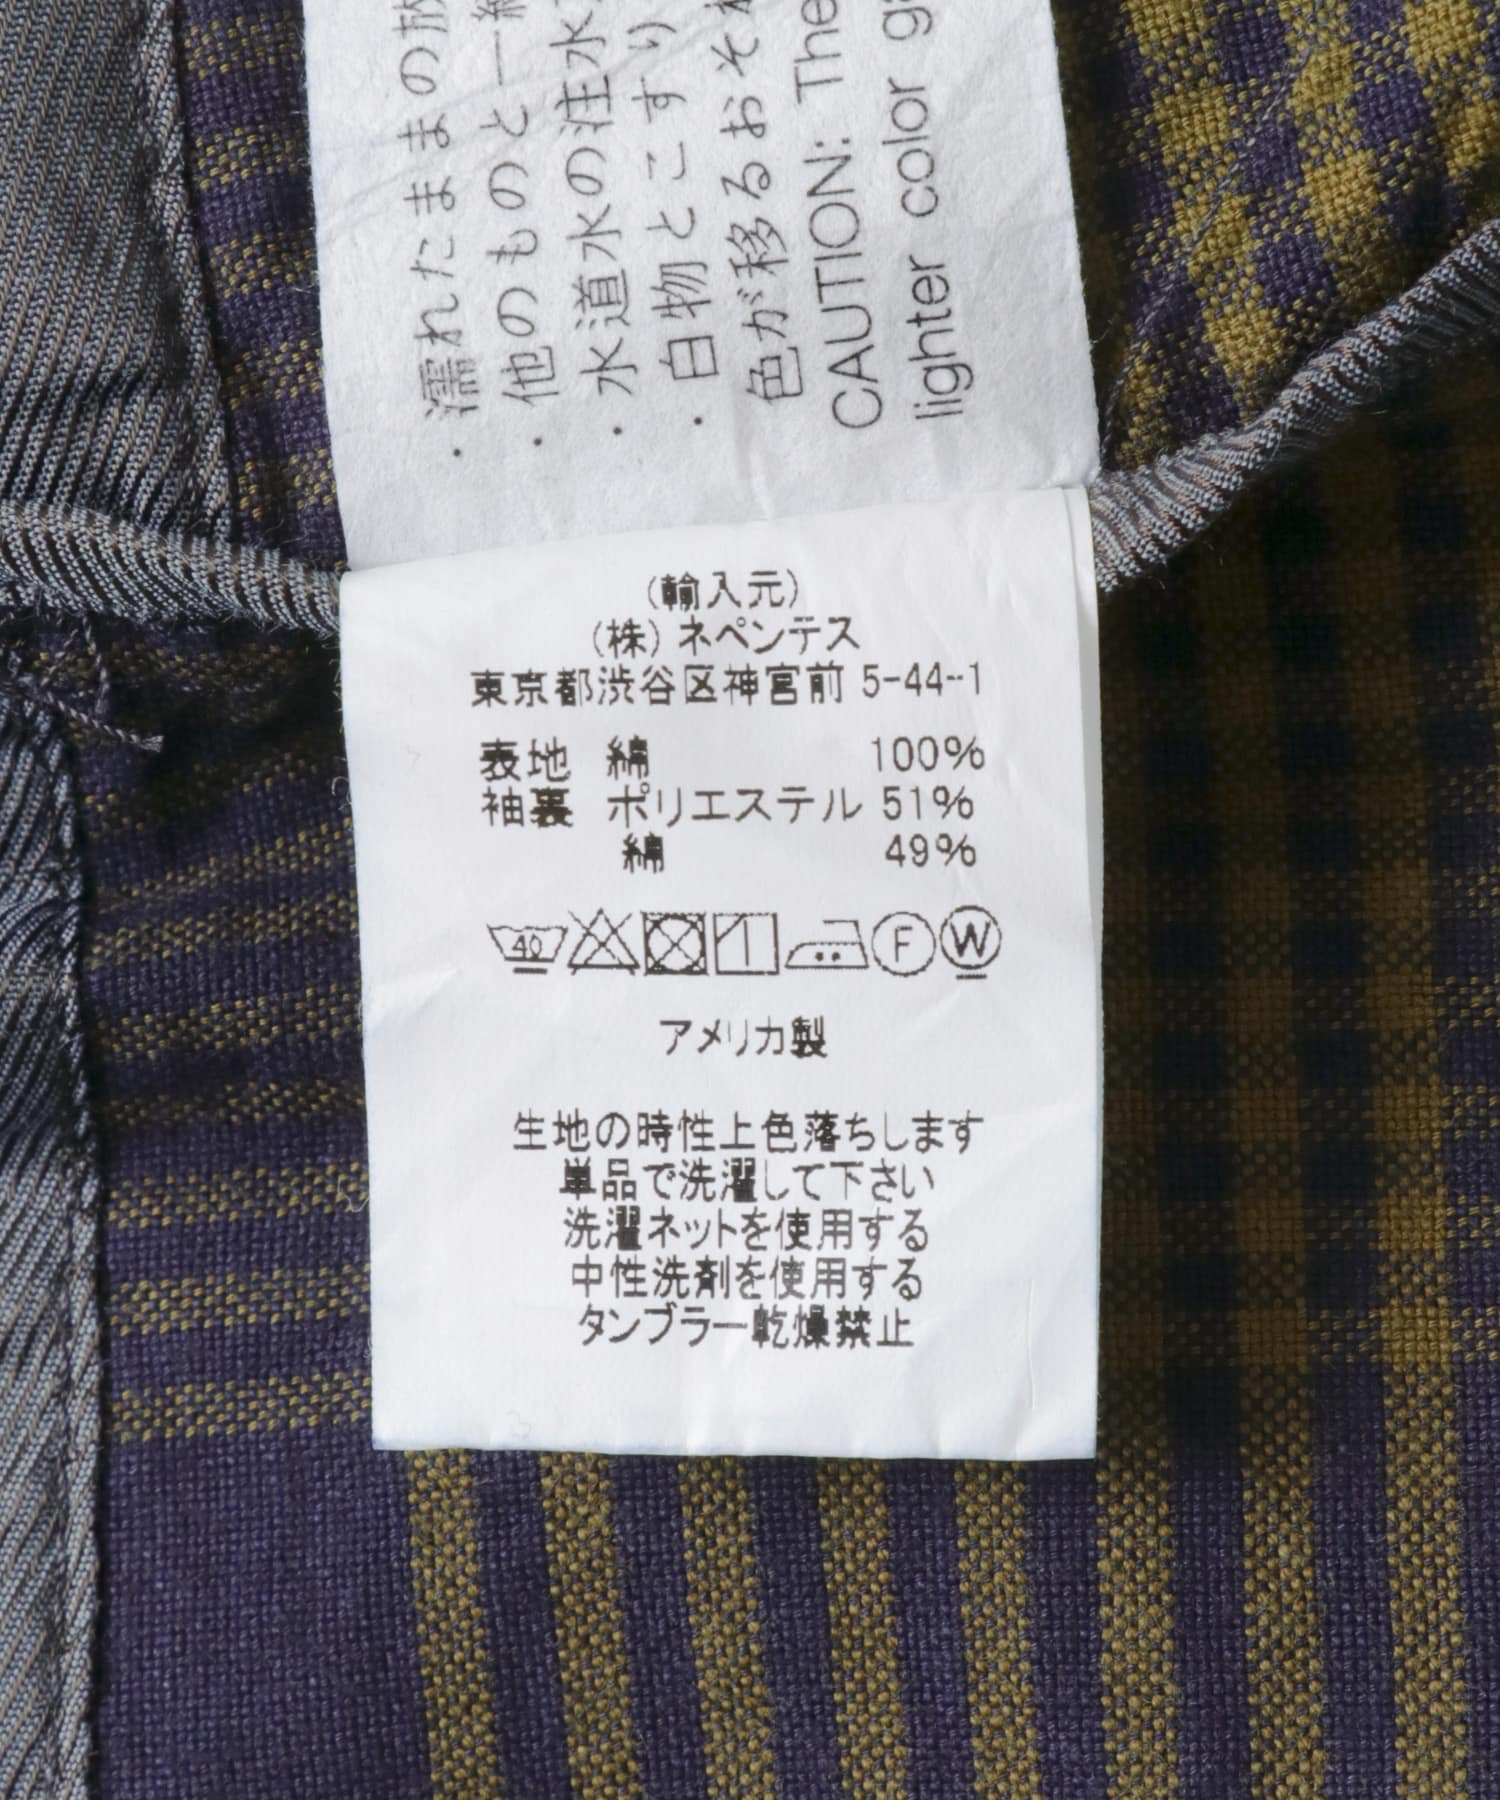 ・濡れたまの放
・他のものと一緒
・水道水の注水
・白物とこすり
色が移るおそれ
CAUTION: The
lighter color
(輸入元)
(株) ネペンテス
東京都渋谷区神宮前 5-44-1
表地 綿 100%
袖裏 ポリエステル 51%
綿 49%
40 F W
アメリカ製
生地の時性上色落ちします
単品で洗濯して下さい
洗濯ネットを使用する
中性洗剤を使用する
タンブラー乾燥禁止